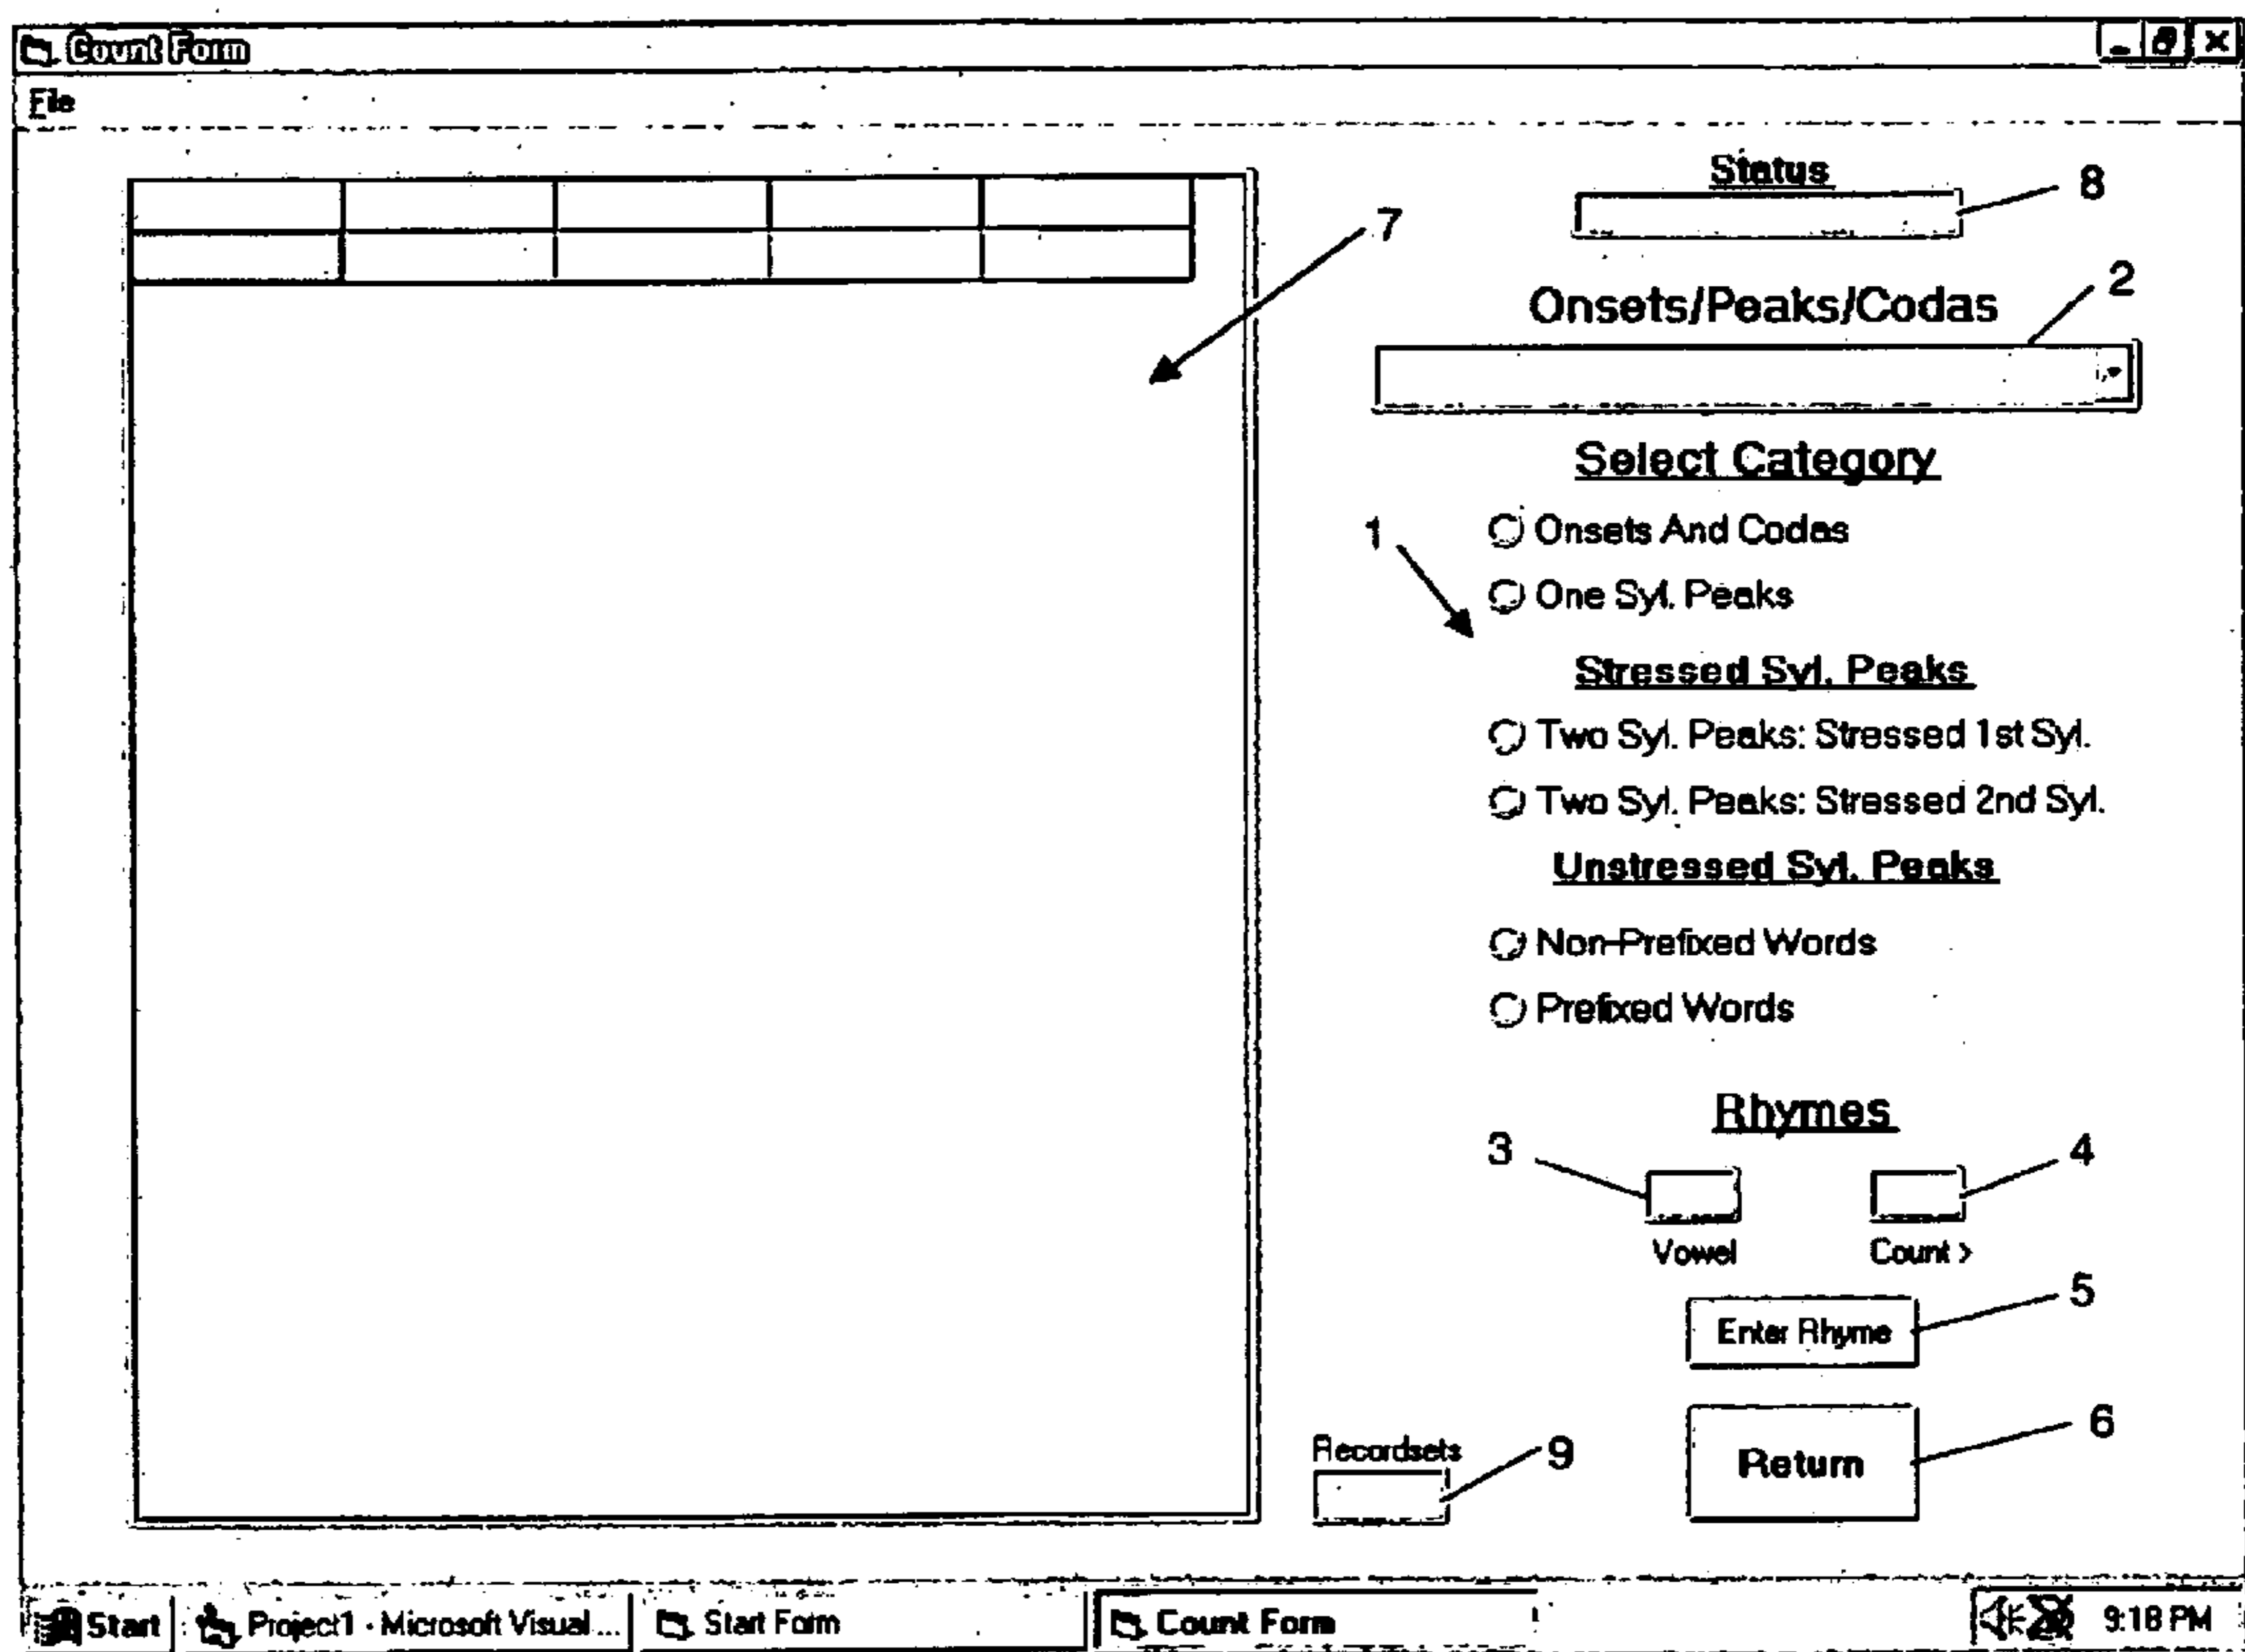 Count Form
File
Status
8
7
2
Onsets/Peaks/Codas
Select Category
1
Onsets And Codas
One Syl. Peaks
Stressed Syl. Peaks
Two Syl. Peaks: Stressed 1st Syl.
Two Syl. Peaks: Stressed 2nd Syl.
Unstressed Syl. Peaks
Non-Prefixed Words
Prefixed Words
Rhymes
3
4
Vowel
Count >
5
Enter Rhyme
6
Return
Recordsets
9
Start
Project1 - Microsoft Visual ...
Start Form
Count Form
9:18 PM